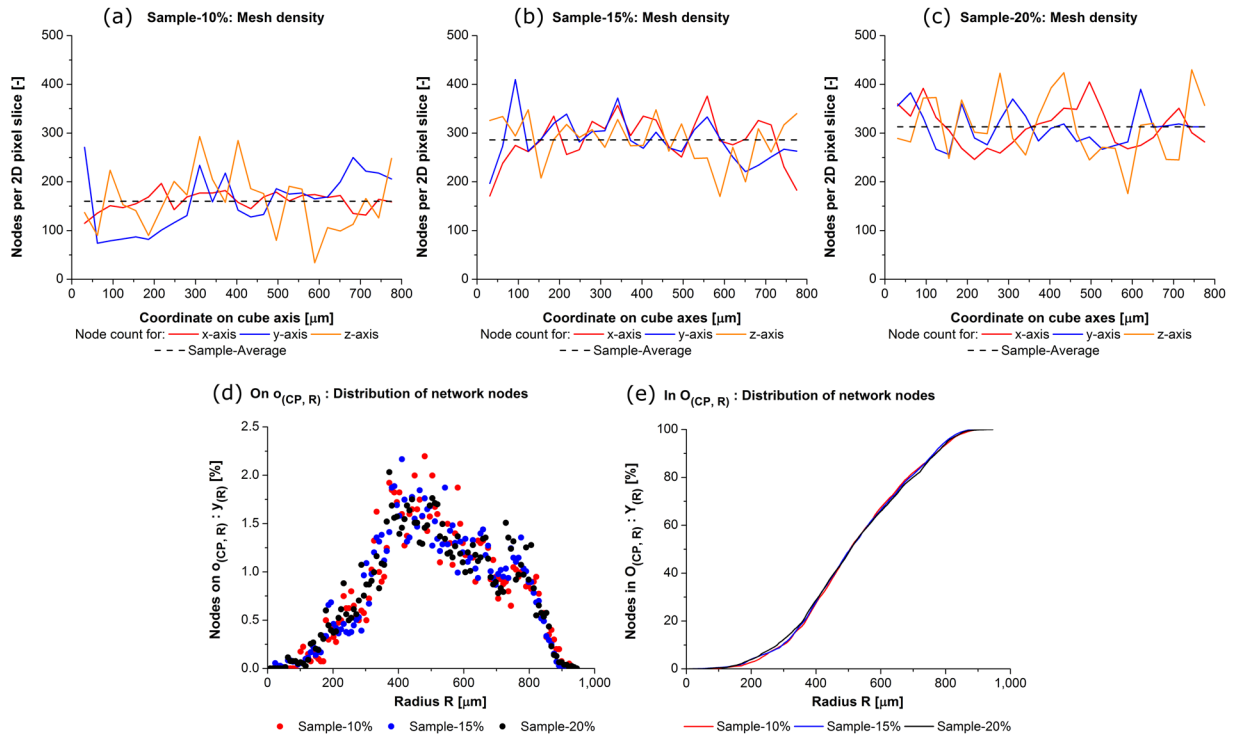 (a) Sample-10%: Mesh density
Nodes per 2D pixel slice [-]
500
400
300
200
100
0
0 100 200 300 400 500 600 700 800
Coordinate on cube axis [μm]
Node count for: x-axis y-axis z-axis
Sample-Average
(b) Sample-15%: Mesh density
Nodes per 2D pixel slice [-]
500
400
300
200
100
0
0 100 200 300 400 500 600 700 800
Coordinate on cube axes [μm]
Node count for: x-axis y-axis z-axis
Sample-Average
(c) Sample-20%: Mesh density
Nodes per 2D pixel slice [-]
500
400
300
200
100
0
0 100 200 300 400 500 600 700 800
Coordinate on cube axes [μm]
Node count for: x-axis y-axis z-axis
Sample-Average
(d) On o(CP, R) : Distribution of network nodes
Nodes on o(CP, R) : y(R) [%]
2.5
2.0
1.5
1.0
0.5
0.0
0 200 400 600 800 1,000
Radius R [μm]
Sample-10% Sample-15% Sample-20%
(e) In O(CP, R) : Distribution of network nodes
Nodes in O(CP, R) : Y(R) [%]
100
80
60
40
20
0
0 200 400 600 800 1,000
Radius R [μm]
Sample-10% Sample-15% Sample-20%